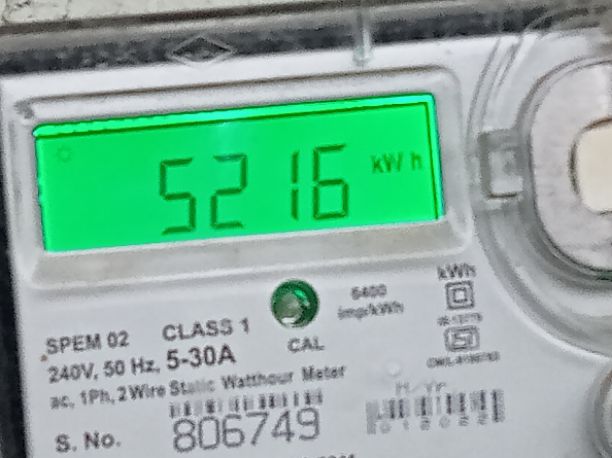 5216 kWh
kWh
6400
imp/kWh
SPEM 02 CLASS 1
CAL
240V, 50 Hz, 5-30A
ac, 1Ph, 2Wire Static Watthour Meter
M/Yr.
S. No. 806749